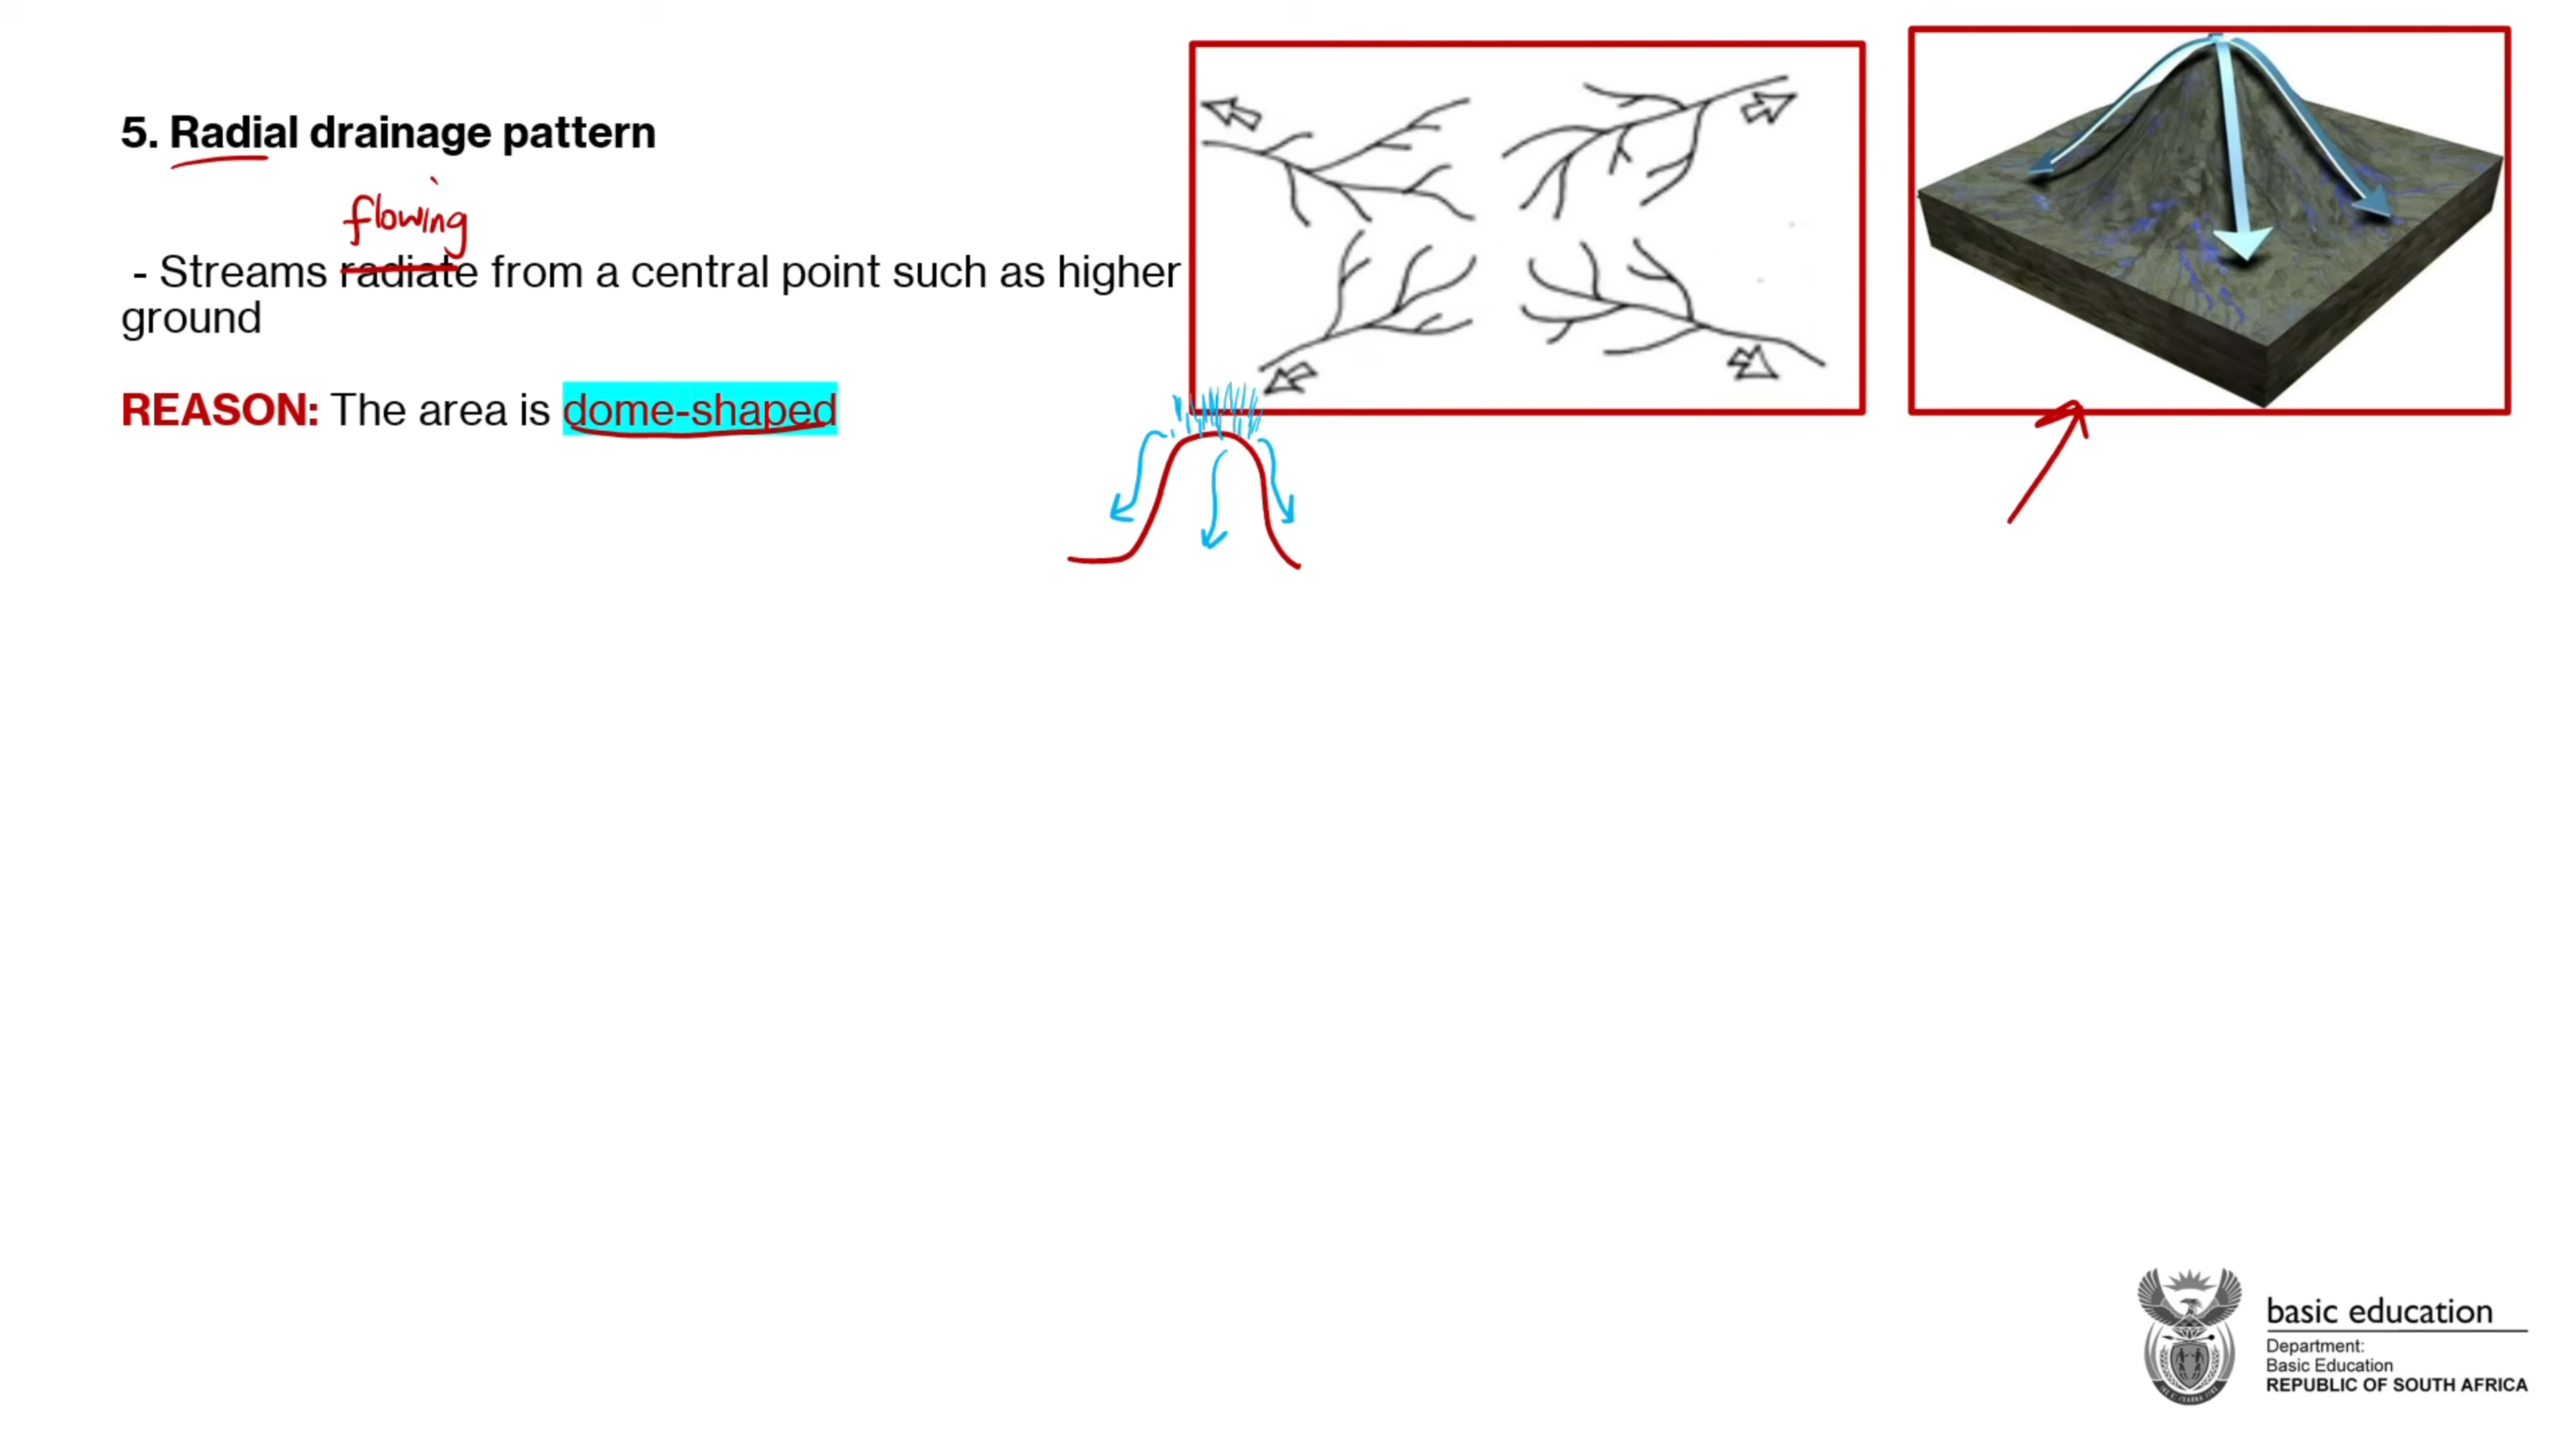 5. Radial drainage pattern
flowing
- Streams radiate from a central point such as higher
ground
REASON: The area is dome-shaped
basic education
Department:
Basic Education
REPUBLIC OF SOUTH AFRICA